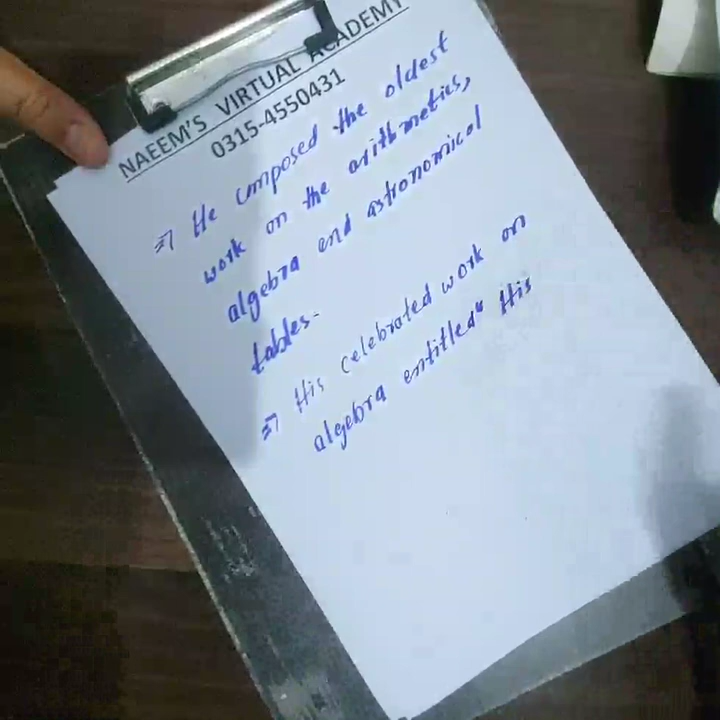 NAEEM'S VIRTUAL ACADEMY
0315-4550431
⇒ He composed the oldest
work on the arithmetics,
algebra and astronomical
tables.
⇒ His celebrated work on
algebra entitled" His